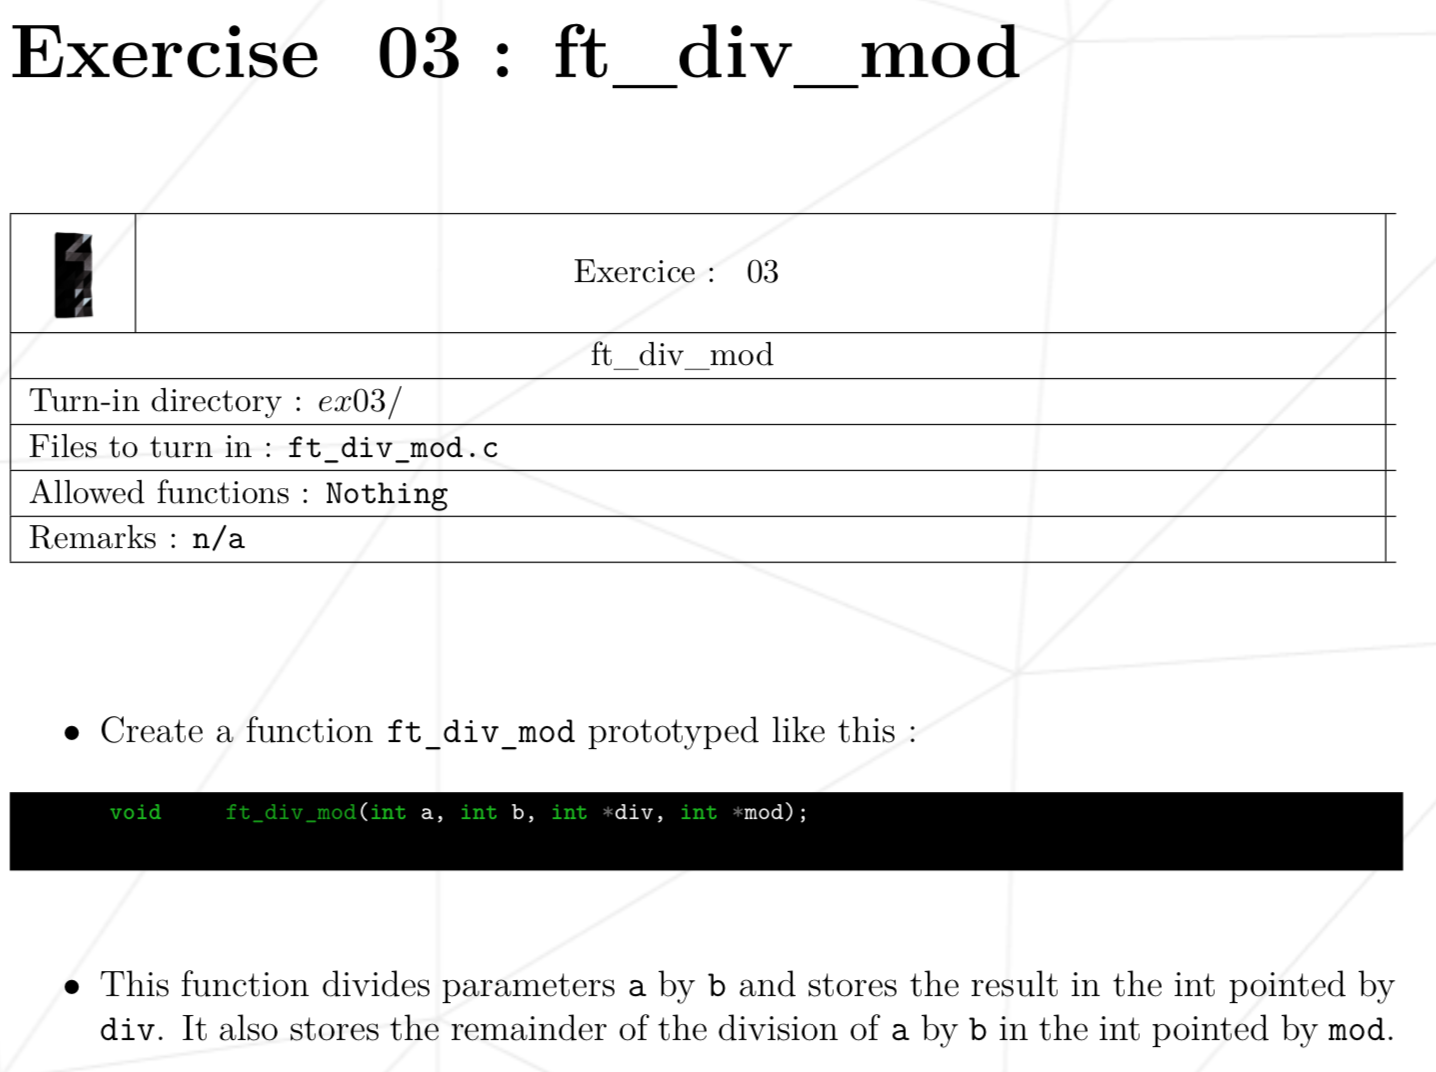 Exercise 03 : ft_div_mod
Exercice : 03
ft_div_mod
Turn-in directory : ex03/
Files to turn in : ft_div_mod.c
Allowed functions : Nothing
Remarks : n/a
• Create a function ft_div_mod prototyped like this :
void ft_div_mod(int a, int b, int *div, int *mod);
• This function divides parameters a by b and stores the result in the int pointed by
div. It also stores the remainder of the division of a by b in the int pointed by mod.